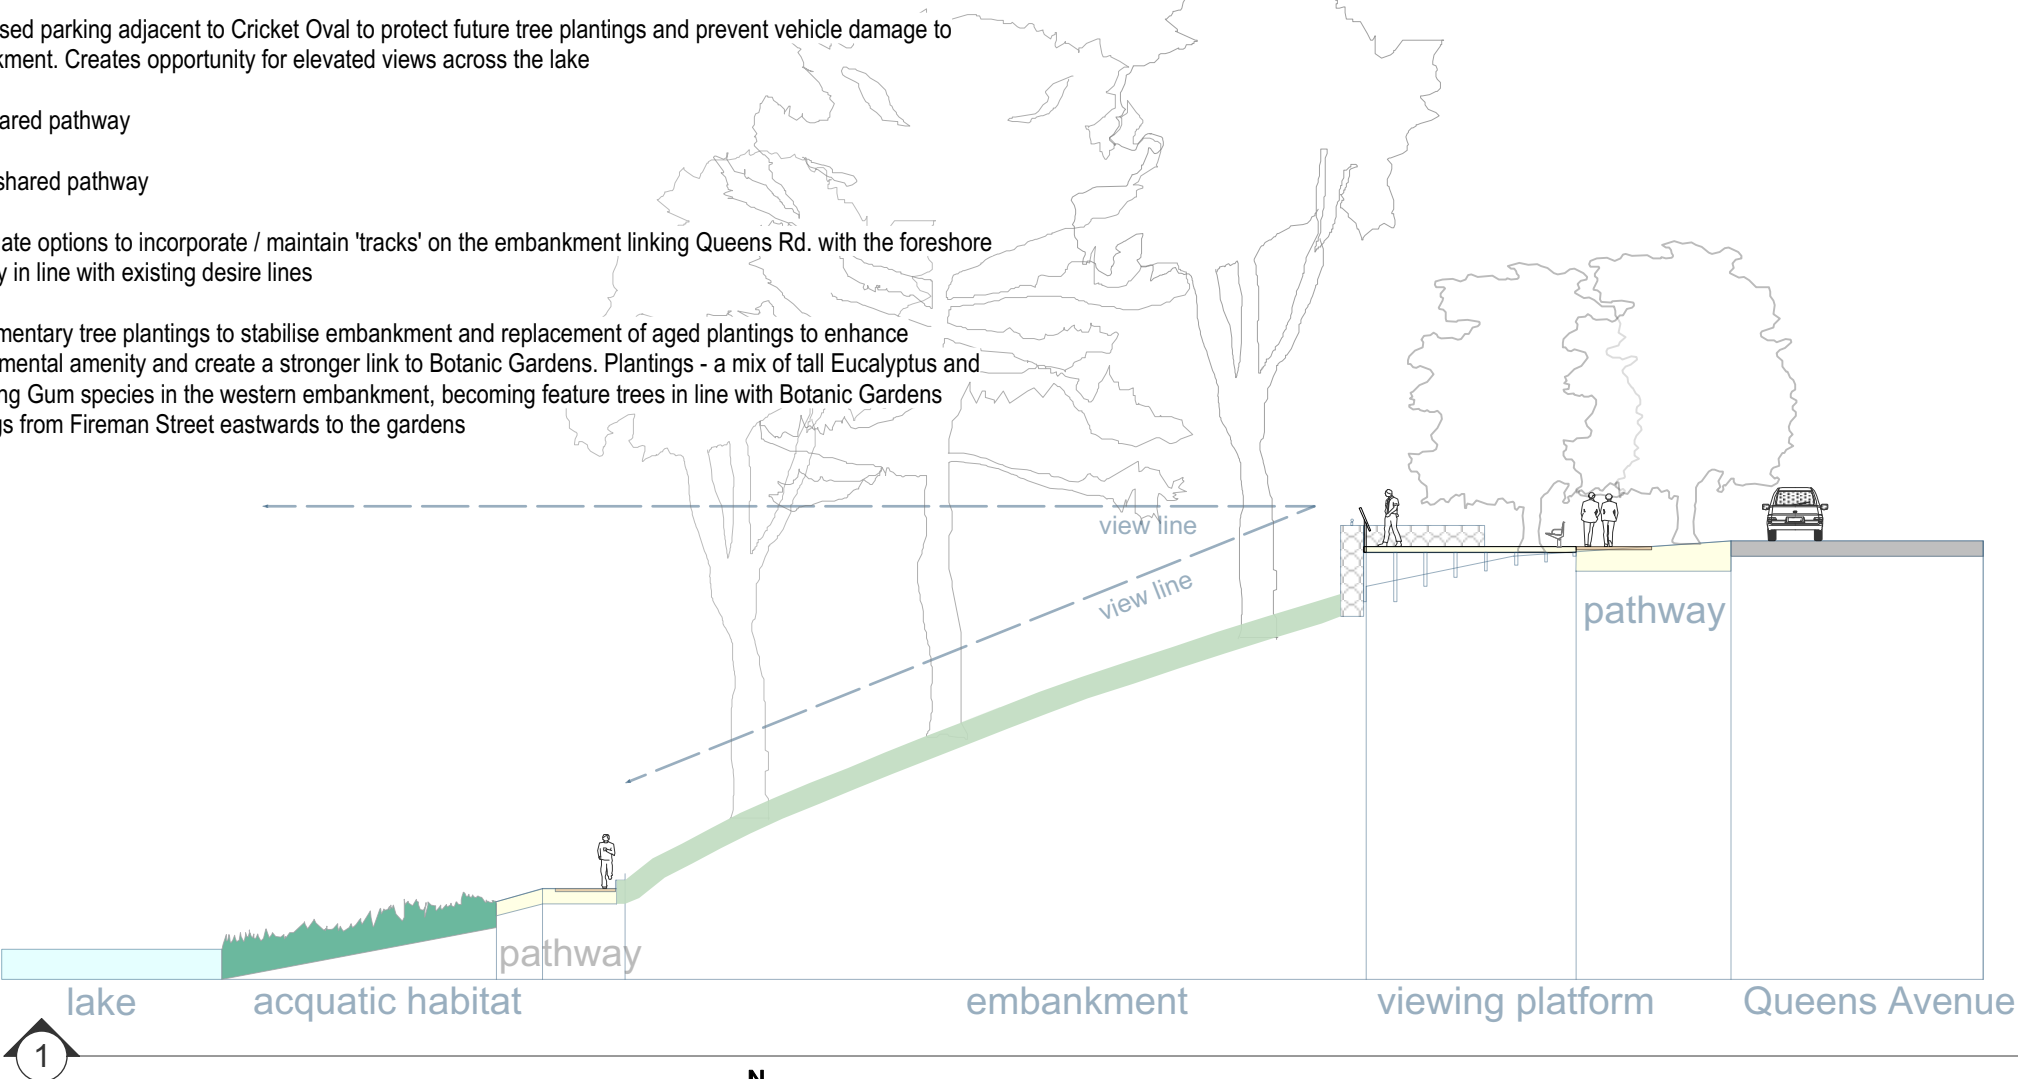 sed parking adjacent to Cricket Oval to protect future tree plantings and prevent vehicle damage to
kment. Creates opportunity for elevated views across the lake
ared pathway
shared pathway
ate options to incorporate / maintain 'tracks' on the embankment linking Queens Rd. with the foreshore
y in line with existing desire lines
mentary tree plantings to stabilise embankment and replacement of aged plantings to enhance
mental amenity and create a stronger link to Botanic Gardens. Plantings - a mix of tall Eucalyptus and
ng Gum species in the western embankment, becoming feature trees in line with Botanic Gardens
gs from Fireman Street eastwards to the gardens
view line
view line
pathway
pathway
lake
acquatic habitat
embankment
viewing platform
Queens Avenue
1
N